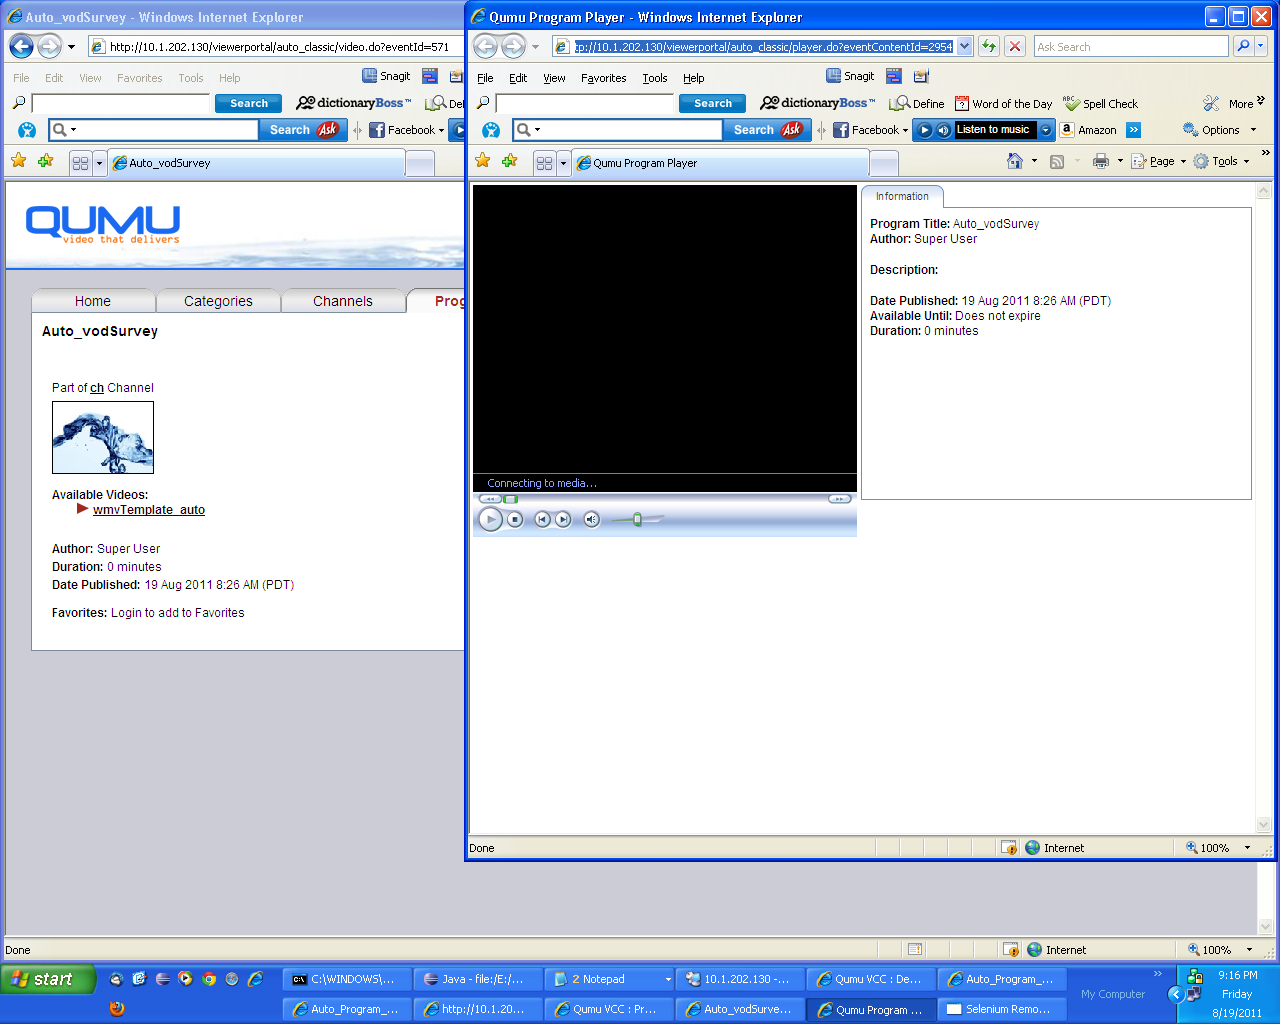 Auto_vodSurvey - Windows Internet Explorer
http://10.1.202.130/viewerportal/auto_classic/video.do?eventId=571
File Edit View Favorites Tools Help
Snagit
Search dictionaryBoss™
Search Ask Facebook
Auto_vodSurvey
QUMU
video that delivers
Home Categories Channels
Auto_vodSurvey
Part of ch Channel
Available Videos:
wmvTemplate_auto
Author: Super User
Duration: 0 minutes
Date Published: 19 Aug 2011 8:26 AM (PDT)
Favorites: Login to add to Favorites
Done
Internet
100%
Qumu Program Player - Windows Internet Explorer
tp://10.1.202.130/viewerportal/auto_classic/player.do?eventContentId=2954
Ask Search
File Edit View Favorites Tools Help
Snagit
Search dictionaryBoss™ Define Word of the Day Spell Check More
Search Ask Facebook Listen to music Amazon Options
Qumu Program Player
Page Tools
Connecting to media...
Information
Program Title: Auto_vodSurvey
Author: Super User
Description:
Date Published: 19 Aug 2011 8:26 AM (PDT)
Available Until: Does not expire
Duration: 0 minutes
Done
Internet
100%
start
C:\WINDOWS\... Java - file:/E:/... 2 Notepad 10.1.202.130 -... Qumu VCC : De... Auto_Program_...
Auto_Program_... http://10.1.20... Qumu VCC : Pr... Auto_vodSurve... Qumu Program ... Selenium Remo...
My Computer
9:16 PM
Friday
8/19/2011